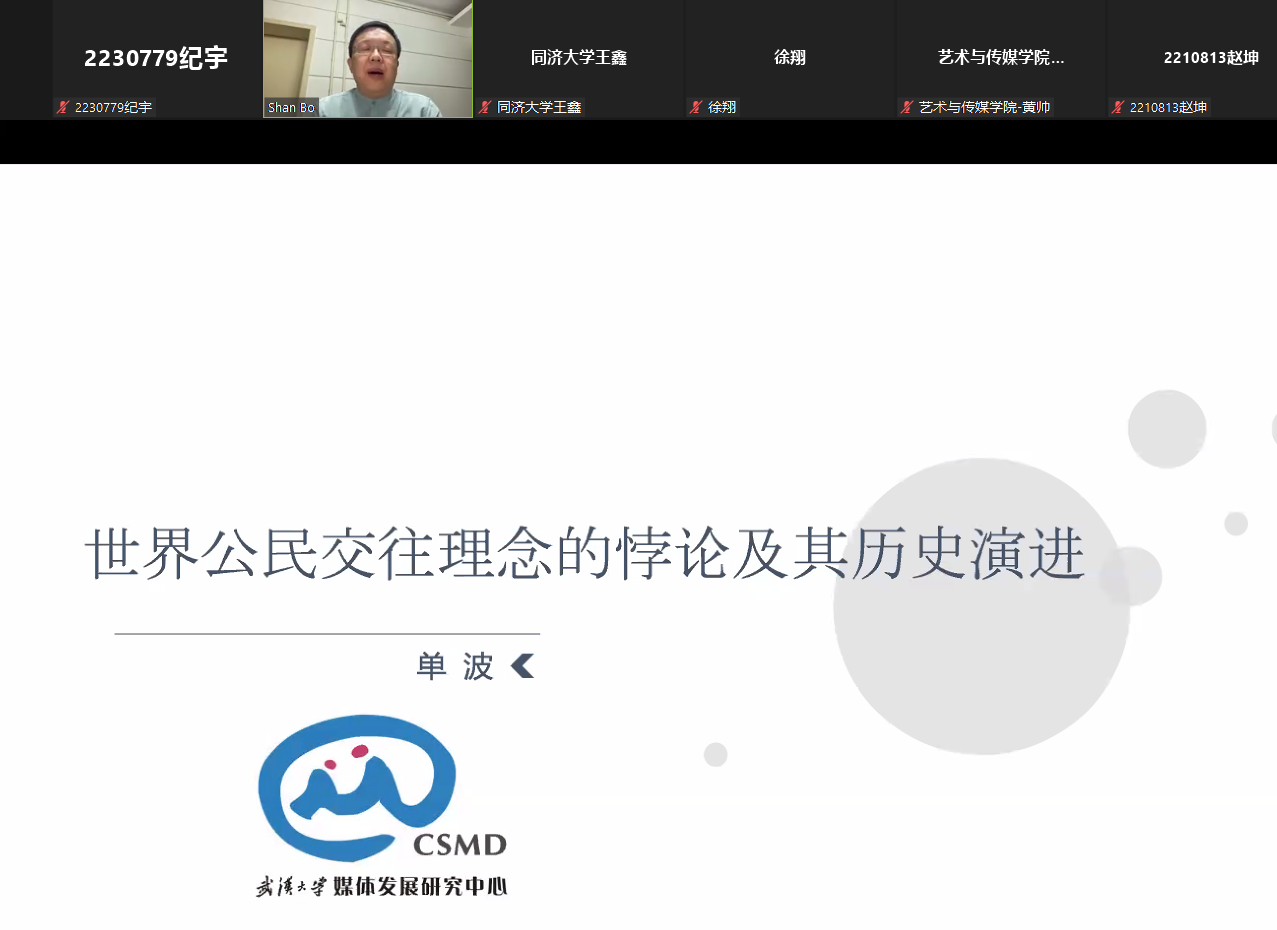 2230779纪宇
同济大学王鑫
徐翔
艺术与传媒学院...
2210813赵坤
2230779纪宇
Shan Bo
同济大学王鑫
徐翔
艺术与传媒学院-黄帅
2210813赵坤
世界公民交往理念的悖论及其历史演进
单 波
CSMD
武汉大学 媒体发展研究中心